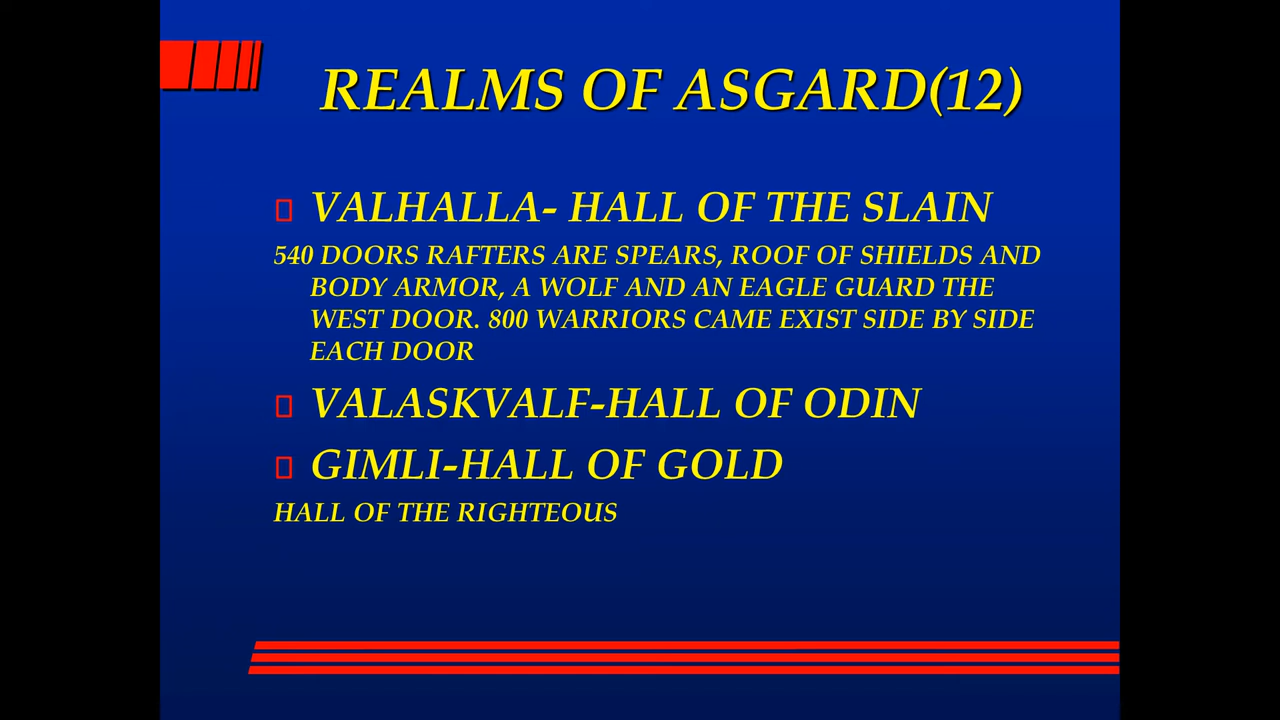 REALMS OF ASGARD(12)
VALHALLA- HALL OF THE SLAIN
540 DOORS RAFTERS ARE SPEARS, ROOF OF SHIELDS AND
BODY ARMOR, A WOLF AND AN EAGLE GUARD THE
WEST DOOR. 800 WARRIORS CAME EXIST SIDE BY SIDE
EACH DOOR
VALASKVALF-HALL OF ODIN
GIMLI-HALL OF GOLD
HALL OF THE RIGHTEOUS